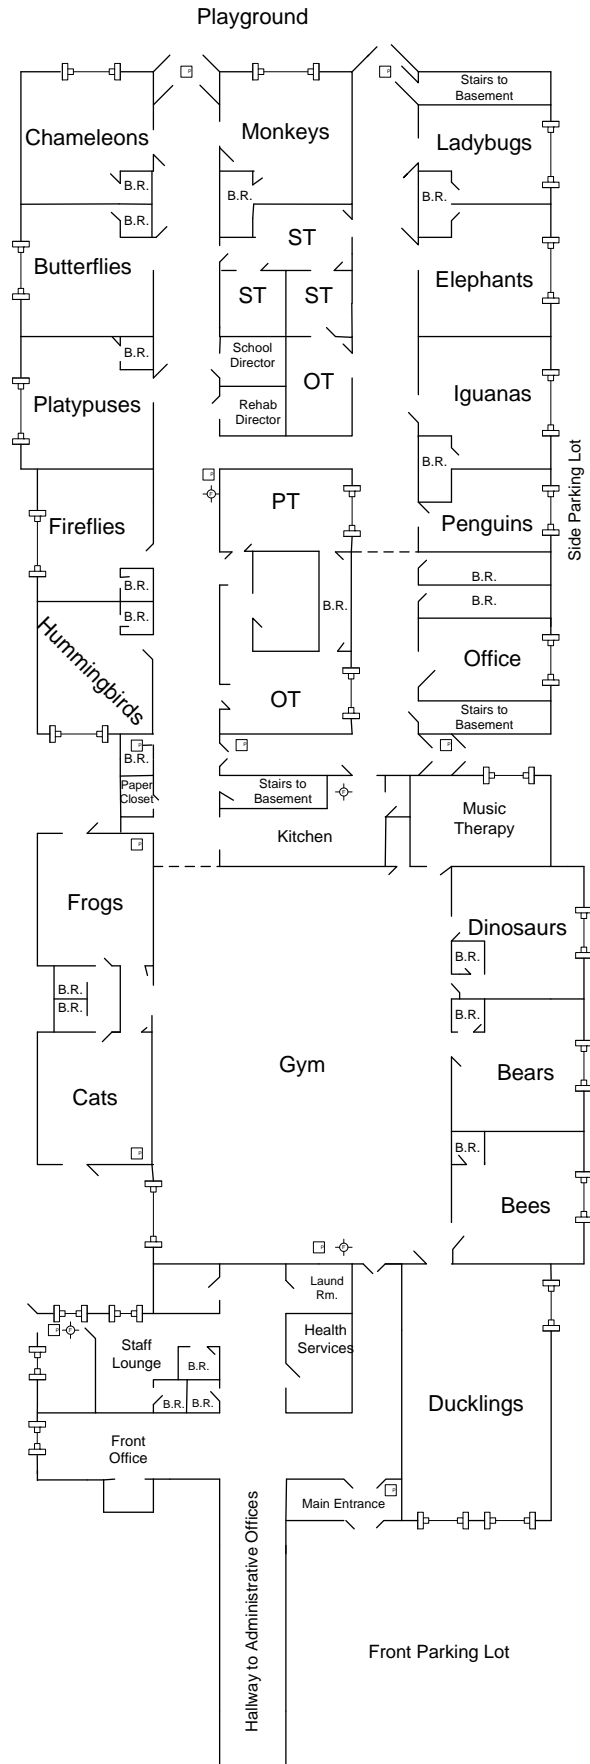 Playground
Stairs to
Basement
Chameleons
Monkeys
Ladybugs
B.R.
B.R.
B.R.
B.R.
ST
Butterflies
Elephants
ST
ST
School
Director
B.R.
OT
Iguanas
Platypuses
Rehab
Director
B.R.
Side Parking Lot
P
F
PT
Fireflies
Penguins
B.R.
B.R.
B.R.
B.R.
B.R.
Hummingbirds
Office
OT
Stairs to
Basement
P
P
P
B.R.
Paper
Closet
Stairs to
Basement
F
Music
Therapy
Kitchen
P
Frogs
Dinosaurs
B.R.
B.R.
B.R.
B.R.
Gym
Bears
Cats
B.R.
P
Bees
P
F
Laund
Rm.
P
F
Staff
Lounge
Health
Services
B.R.
B.R.
B.R.
Ducklings
Front
Office
P
Main Entrance
Hallway to Administrative Offices
Front Parking Lot
P
P